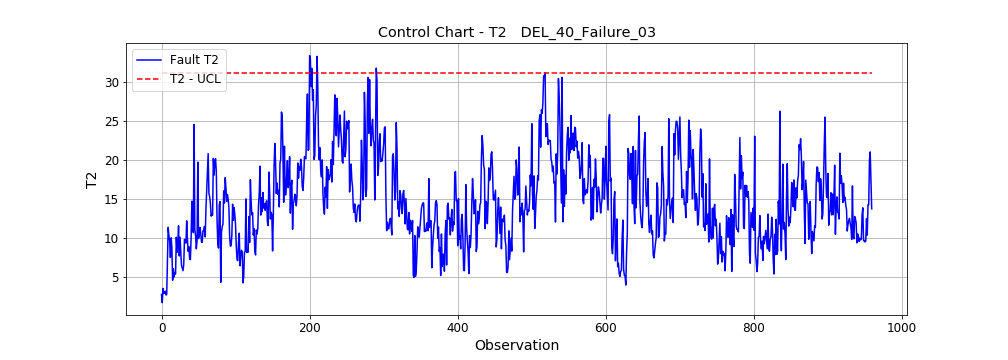 Control Chart - T2   DEL_40_Failure_03
Fault T2
T2 - UCL
T2
30
25
20
15
10
5
0 200 400 600 800 1000
Observation